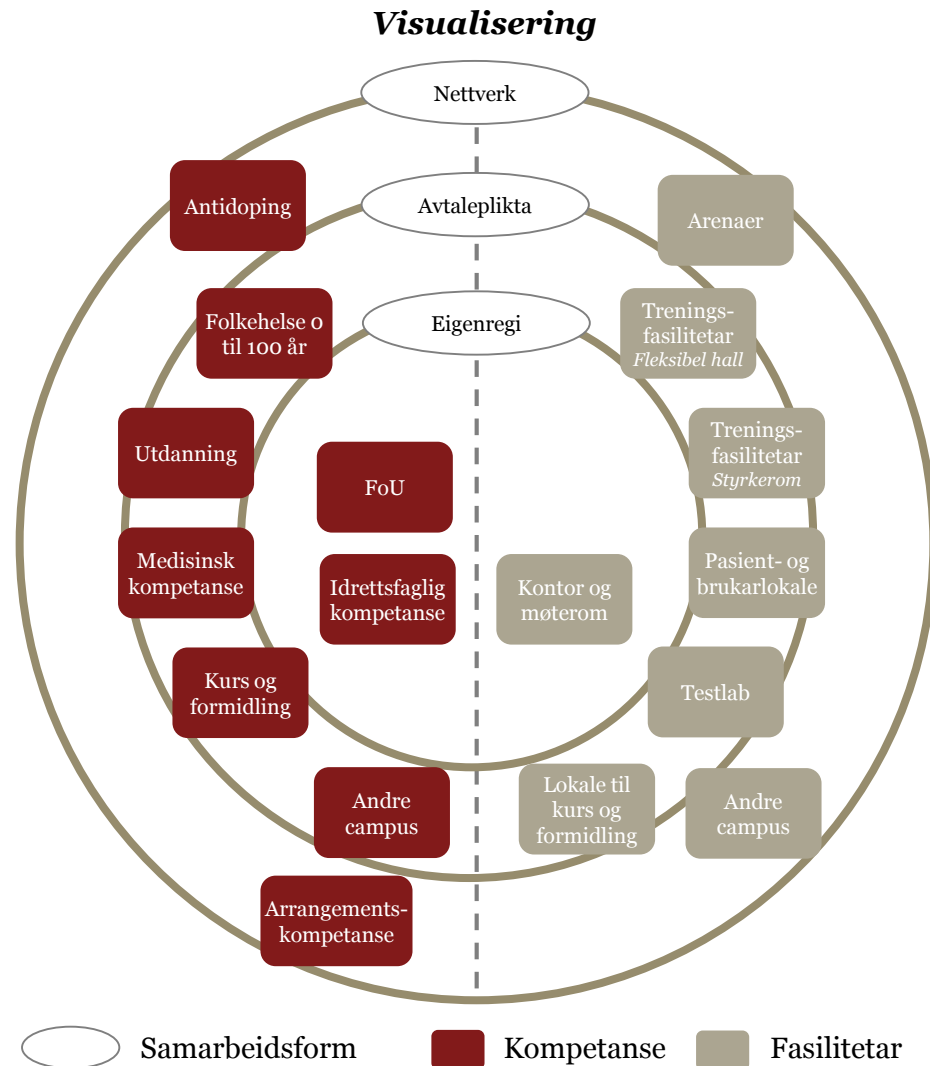 Visualisering
Nettverk
Antidoping
Avtaleplikta
Arenaer
Folkehelse 0
til 100 år
Eigenregi
Trenings-
fasilitetar
Fleksibel hall
Utdanning
FoU
Trenings-
fasilitetar
Styrkerom
Medisinsk
kompetanse
Idrettsfaglig
kompetanse
Kontor og
møterom
Pasient- og
brukarlokale
Kurs og
formidling
Testlab
Andre
campus
Lokale til
kurs og
formidling
Andre
campus
Arrangements-
kompetanse
Samarbeidsform
Kompetanse
Fasilitetar